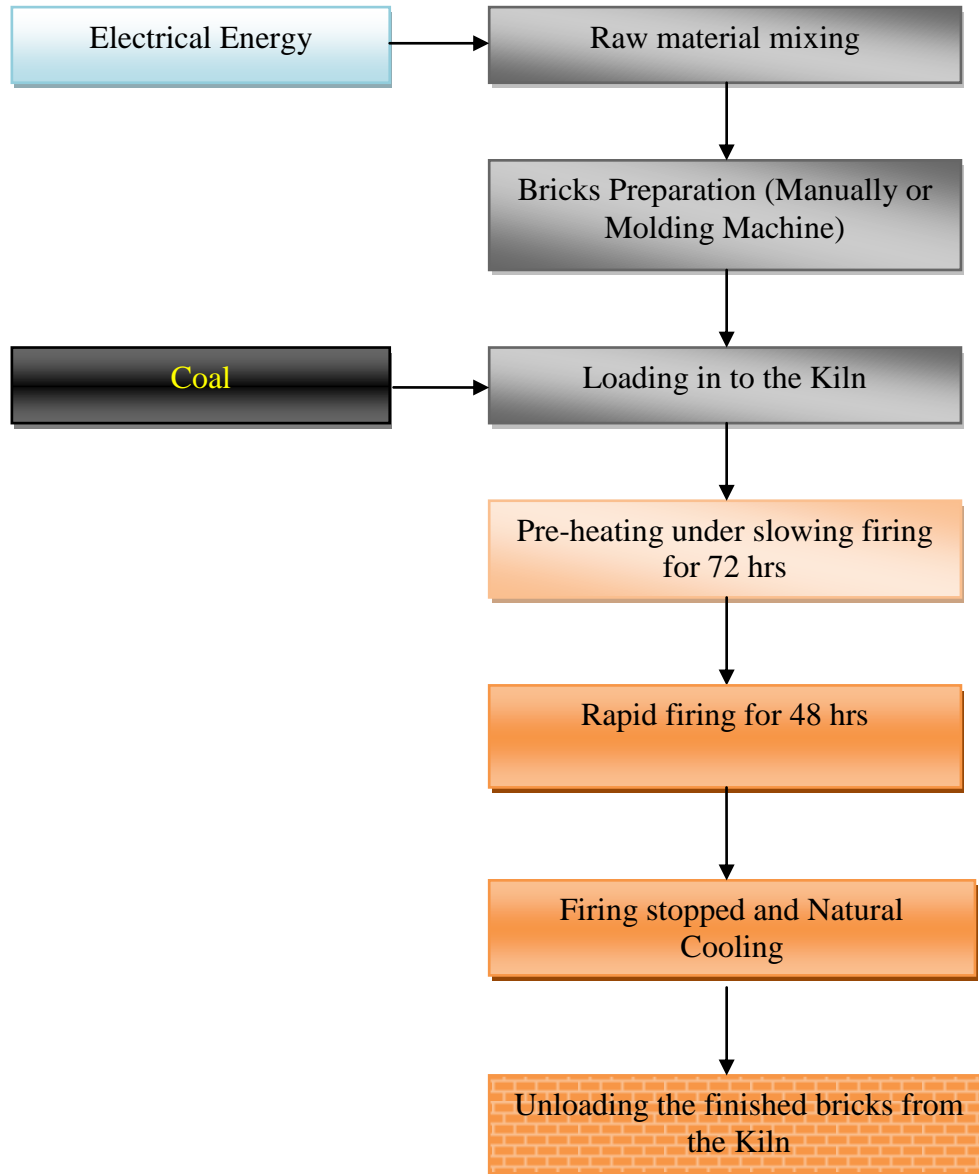 Electrical Energy
Raw material mixing
Bricks Preparation (Manually or
Molding Machine)
Coal
Loading in to the Kiln
Pre-heating under slowing firing
for 72 hrs
Rapid firing for 48 hrs
Firing stopped and Natural
Cooling
Unloading the finished bricks from
the Kiln